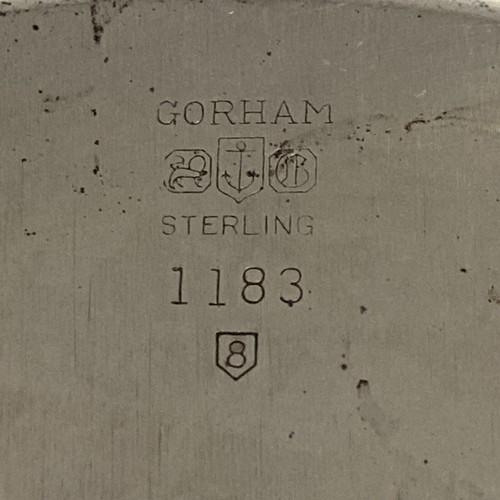 GORHAM
G
STERLING
1183
8